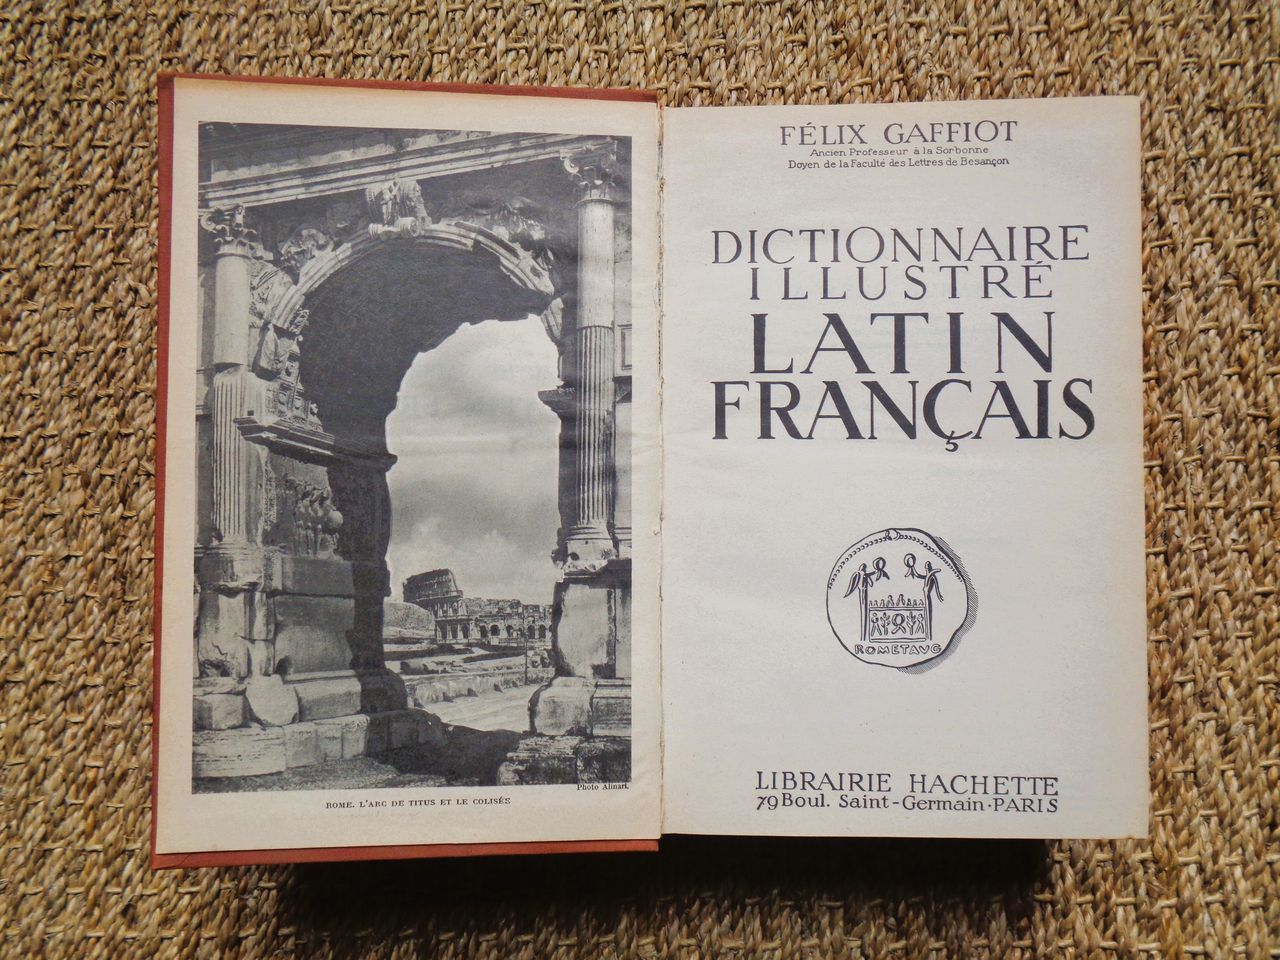 Photo Alinari.
ROME. L'ARC DE TITUS ET LE COLISÉE
FÉLIX GAFFIOT
Ancien Professeur à la Sorbonne
Doyen de la Faculté des Lettres de Besançon
DICTIONNAIRE
ILLUSTRÉ
LATIN
FRANÇAIS
ROMETAVG
LIBRAIRIE HACHETTE
79 Boul. Saint-Germain·PARIS